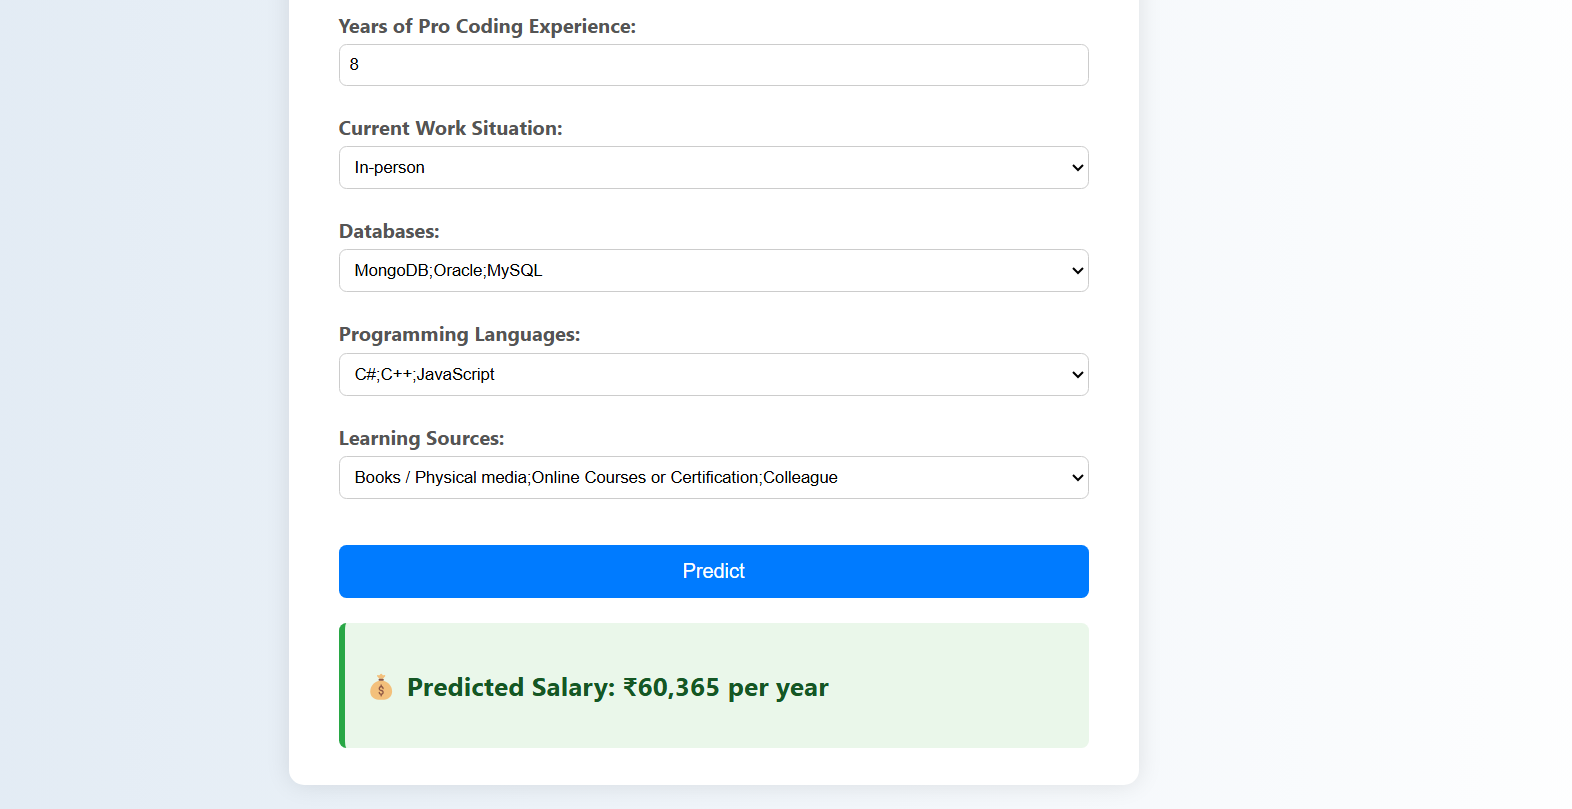 Years of Pro Coding Experience:
8
Current Work Situation:
In-person
Databases:
MongoDB;Oracle;MySQL
Programming Languages:
C#;C++;JavaScript
Learning Sources:
Books / Physical media;Online Courses or Certification;Colleague
Predict
💰 Predicted Salary: ₹60,365 per year